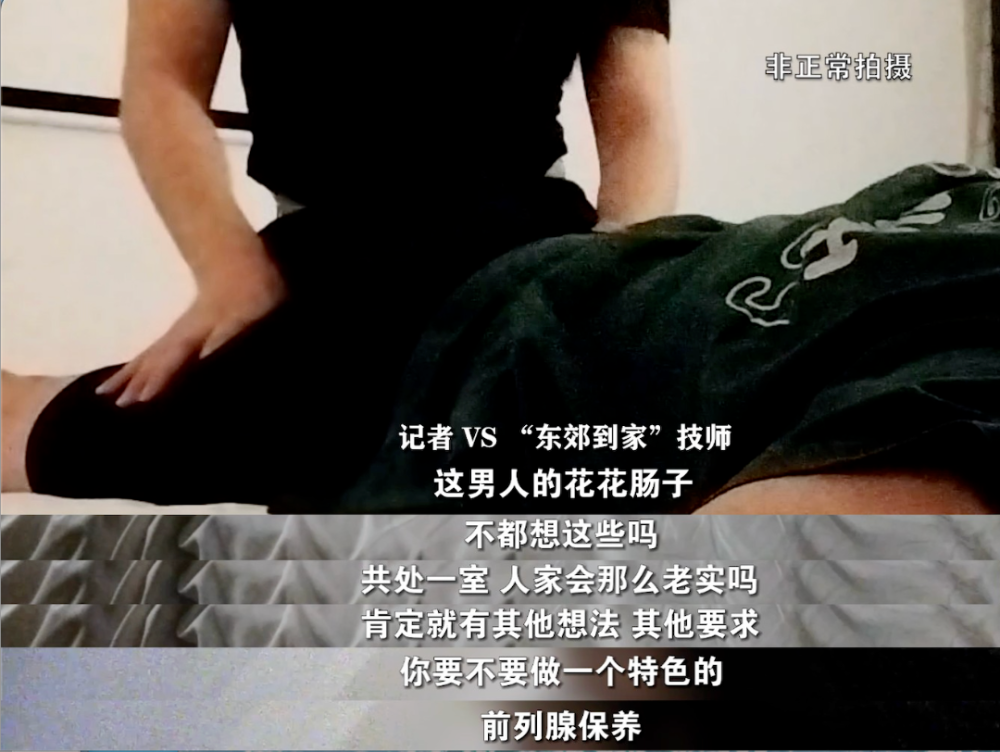 非正常拍摄
记者 VS “东郊到家”技师
这男人的花花肠子
不都想这些吗
共处一室 人家会那么老实吗
肯定就有其他想法 其他要求
你要不要做一个特色的
前列腺保养